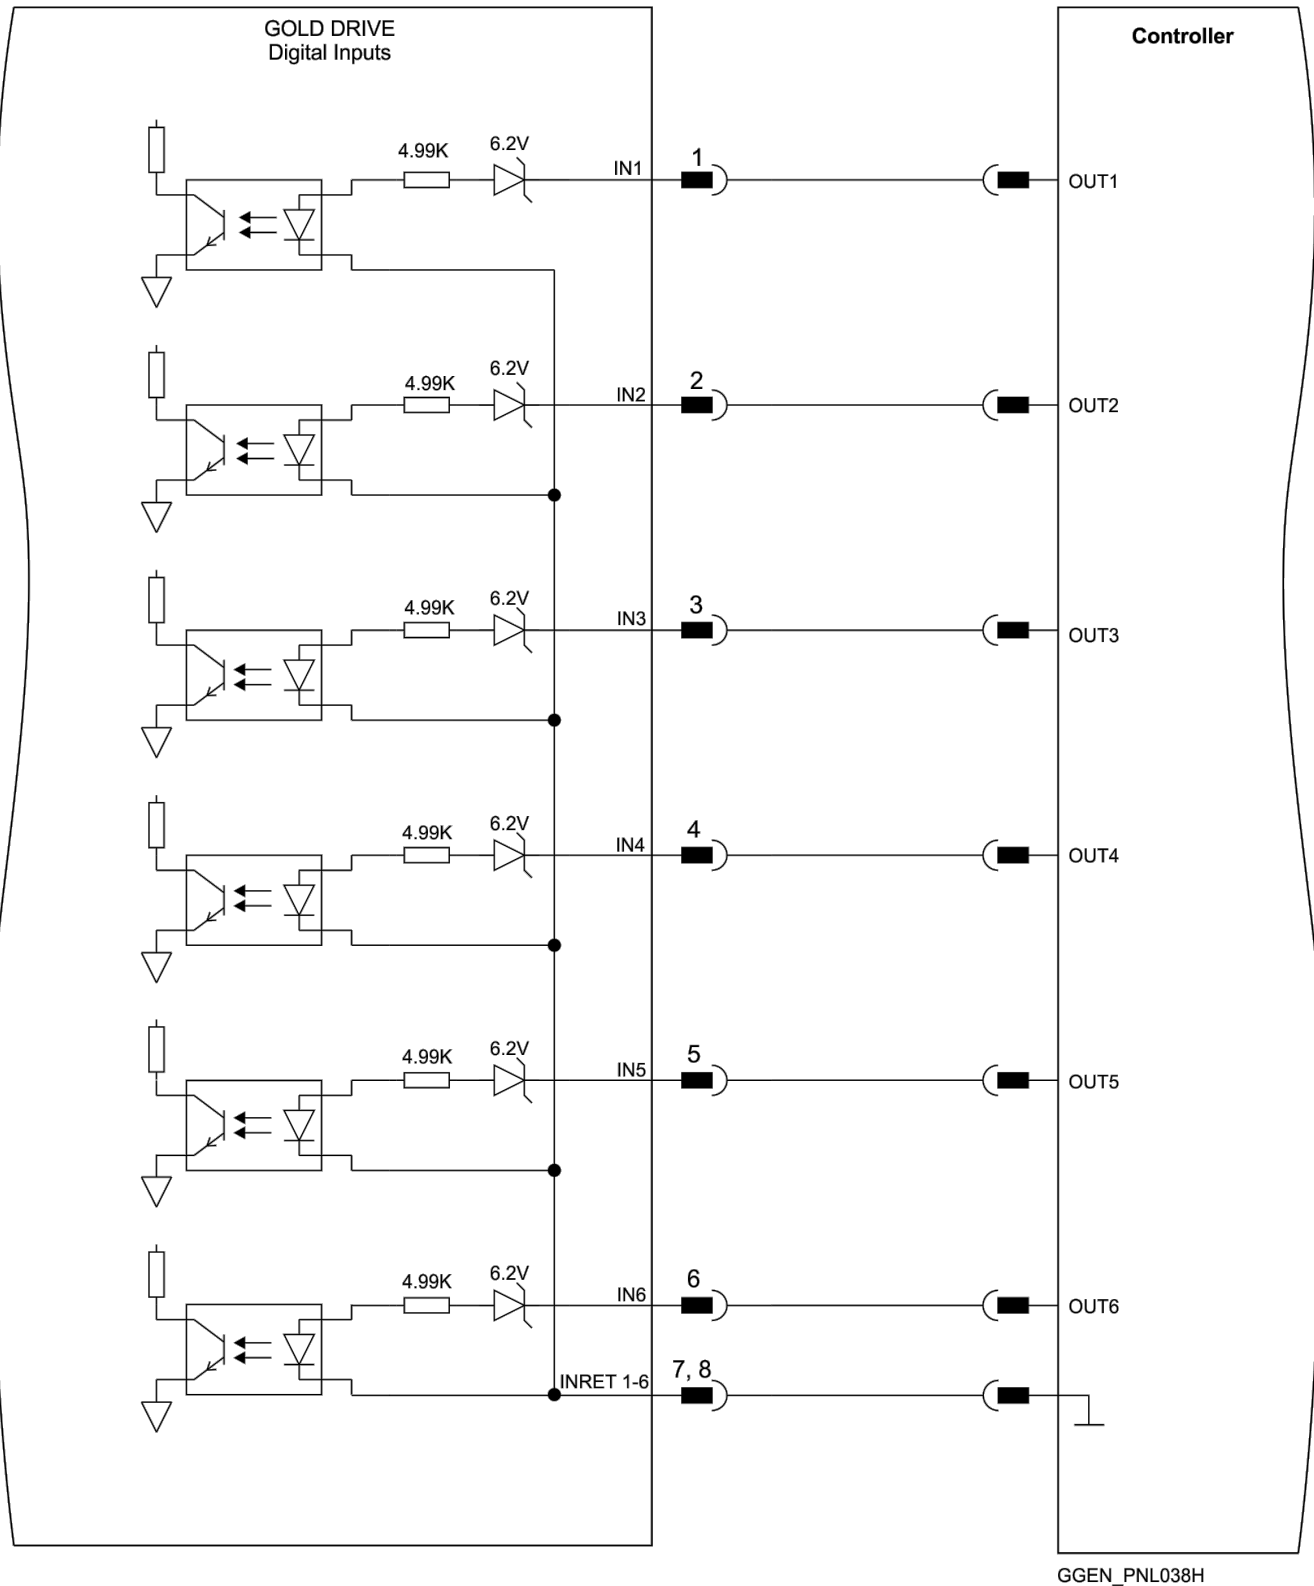 GOLD DRIVE
Digital Inputs
Controller
4.99K
6.2V
IN1
1
OUT1
4.99K
6.2V
IN2
2
OUT2
4.99K
6.2V
IN3
3
OUT3
4.99K
6.2V
IN4
4
OUT4
4.99K
6.2V
IN5
5
OUT5
4.99K
6.2V
IN6
6
OUT6
INRET 1-6
7, 8
GGEN_PNL038H